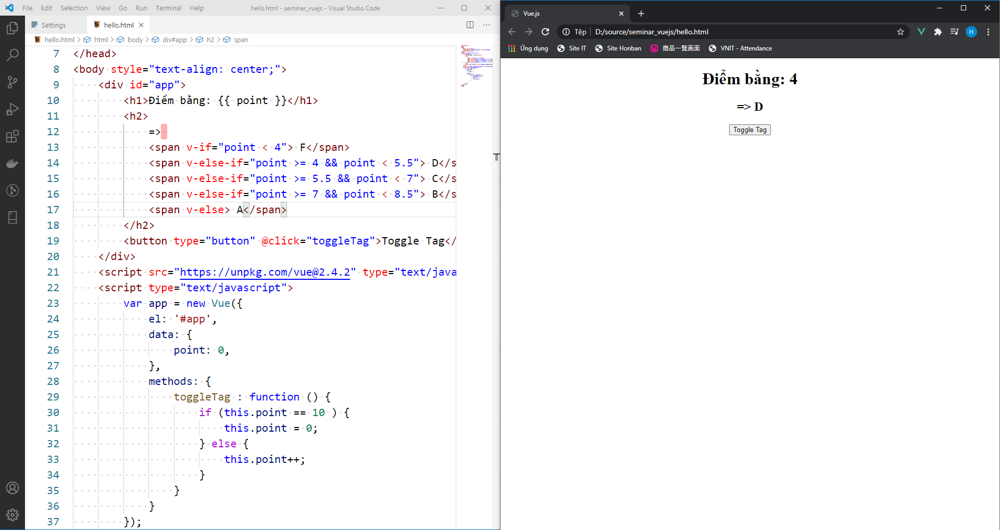 File Edit Selection View Go Run Terminal Help
hello.html - seminar_vuejs - Visual Studio Code
Settings
hello.html
hello.html > html > body > div#app > h2 > span
7 </head>
8 <body style="text-align: center;">
9 <div id="app">
10 <h1>Điểm bằng: {{ point }}</h1>
11 <h2>
12 =>
13 <span v-if="point < 4"> F</span>
14 <span v-else-if="point >= 4 && point < 5.5"> D</s
15 <span v-else-if="point >= 5.5 && point < 7"> C</s
16 <span v-else-if="point >= 7 && point < 8.5"> B</s
17 <span v-else> A</span>
18 </h2>
19 <button type="button" @click="toggleTag">Toggle Tag</
20 </div>
21 <script src="https://unpkg.com/vue@2.4.2" type="text/java
22 <script type="text/javascript">
23 var app = new Vue({
24 el: '#app',
25 data: {
26 point: 0,
27 },
28 methods: {
29 toggleTag : function () {
30 if (this.point == 10 ) {
31 this.point = 0;
32 } else {
33 this.point++;
34 }
35 }
36 }
37 });
Vue.js
Tệp D:/source/seminar_vuejs/hello.html
H
Ứng dụng Site IT Site Honban 商品一覧画面 VNIT - Attendance
Điểm bằng: 4
=> D
Toggle Tag